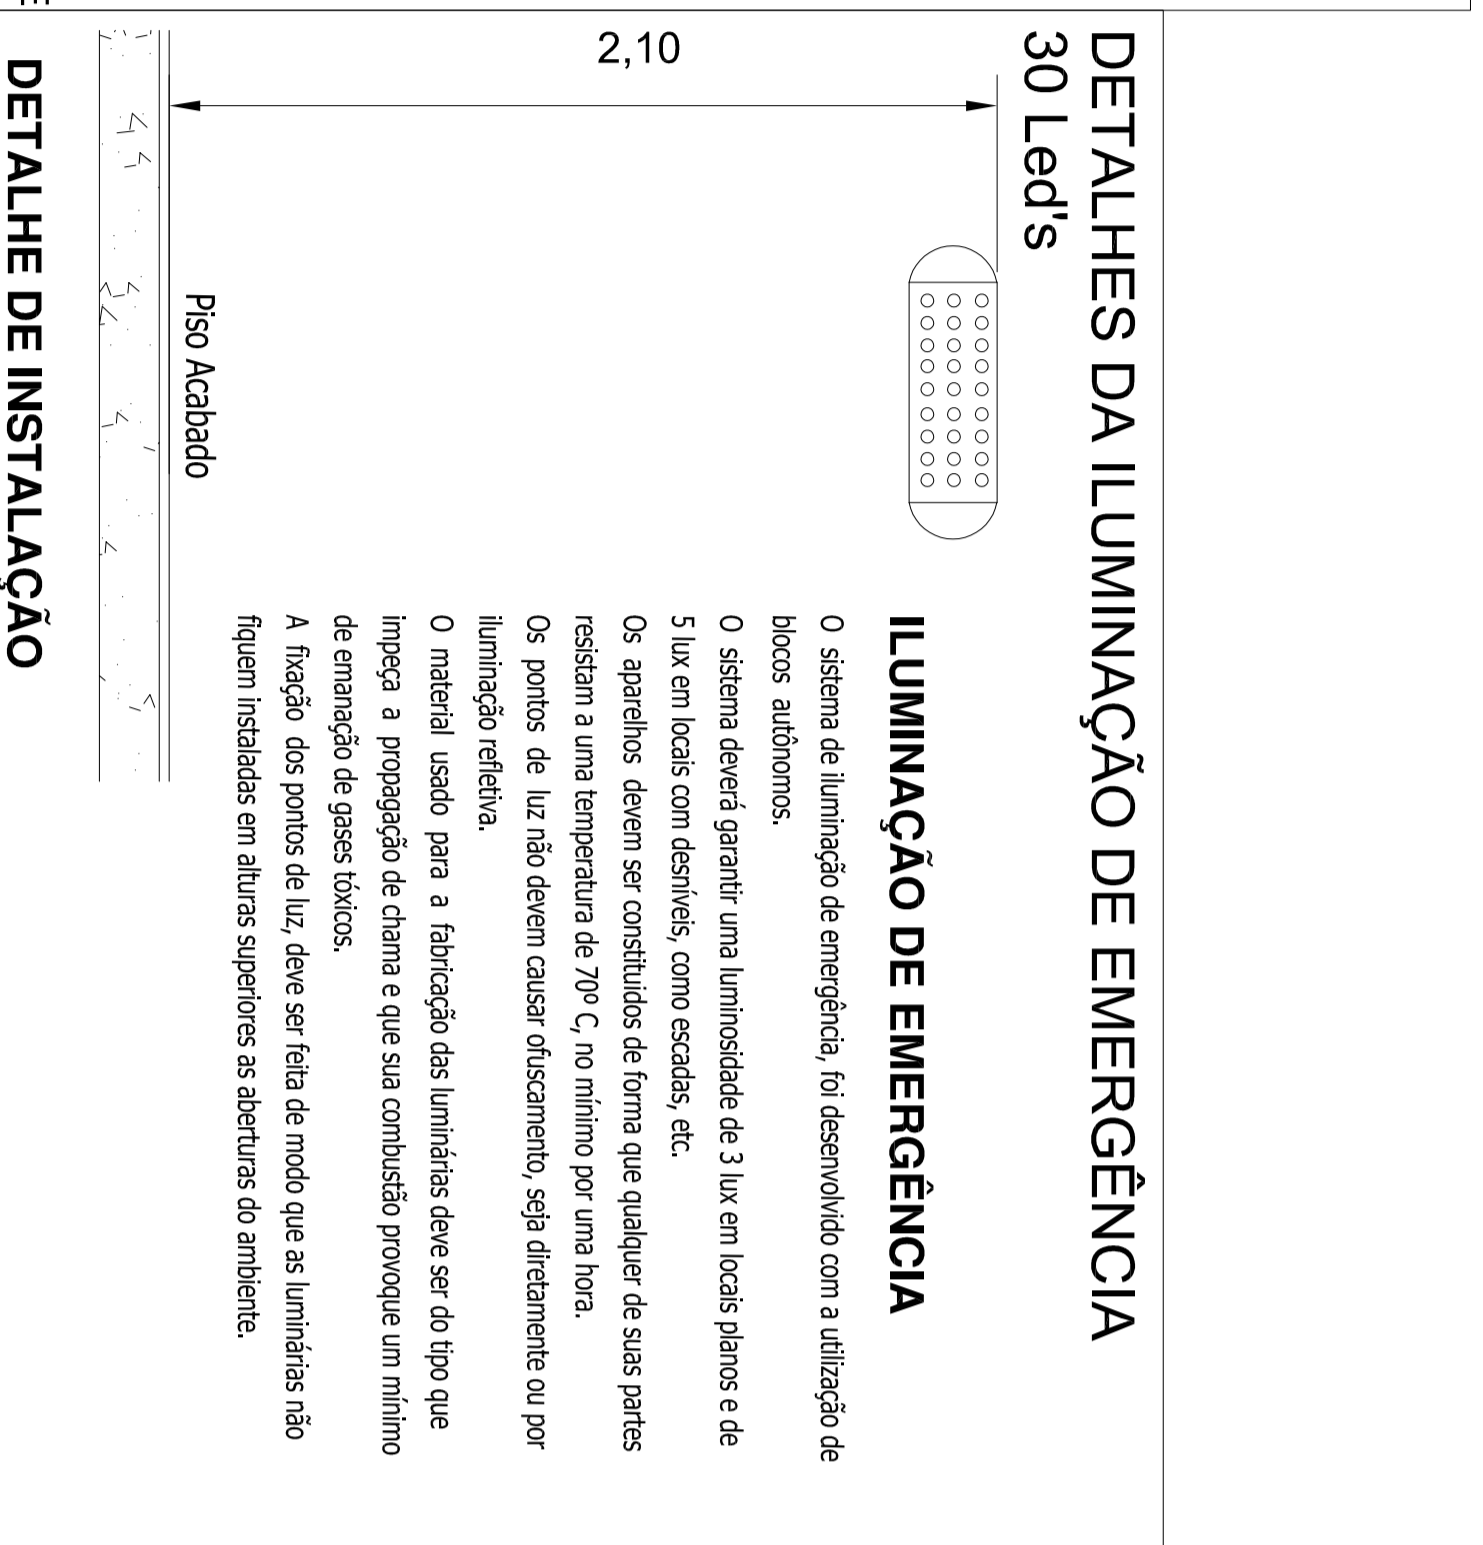 DETALHES DA ILUMINAÇÃO DE EMERGÊNCIA
30 Led's
2,10
Piso Acabado
ILUMINAÇÃO DE EMERGÊNCIA
O sistema de iluminação de emergência, foi desenvolvido com a utilização de
blocos autônomos.
O sistema deverá garantir uma luminosidade de 3 lux em locais planos e de
5 lux em locais com desníveis, como escadas, etc.
Os aparelhos devem ser constituidos de forma que qualquer de suas partes
resistam a uma temperatura de 70º C, no mínimo por uma hora.
Os pontos de luz não devem causar ofuscamento, seja diretamente ou por
iluminação refletiva.
O material usado para a fabricação das luminárias deve ser do tipo que
impeça a propagação de chama e que sua combustão provoque um mínimo
de emanação de gases tóxicos.
A fixação dos pontos de luz, deve ser feita de modo que as luminárias não
fiquem instaladas em alturas superiores as aberturas do ambiente.
DETALHE DE INSTALAÇÃO